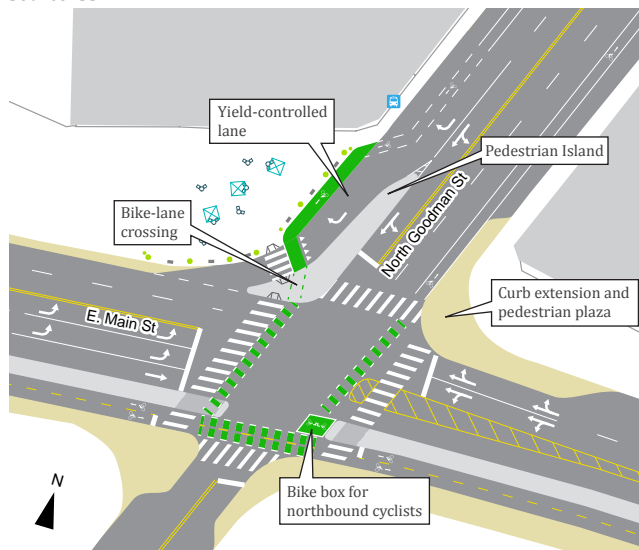 Yield-controlled
lane
Pedestrian Island
North Goodman St
Bike-lane
crossing
E. Main St
Curb extension and
pedestrian plaza
Bike box for
northbound cyclists
N